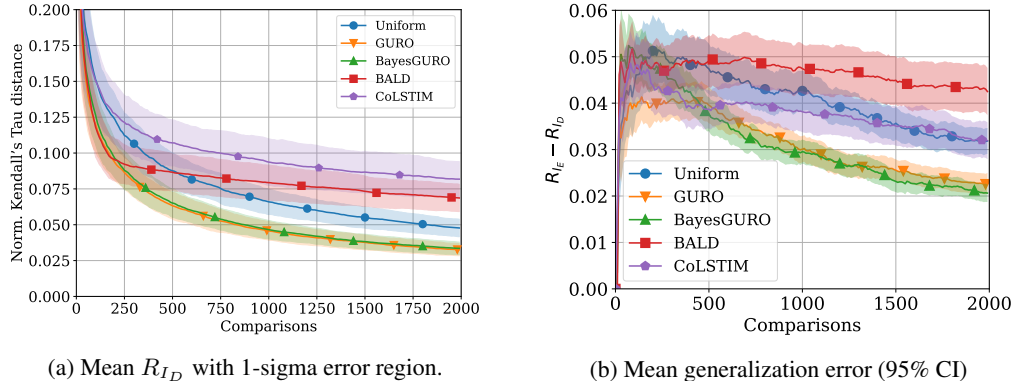 0.200
0.175
0.150
0.125
0.100
0.075
0.050
0.025
0.000
Norm. Kendall's Tau distance
Uniform
GURO
BayesGURO
BALD
CoLSTIM
0 250 500 750 1000 1250 1500 1750 2000
Comparisons
(a) Mean R_{I_D} with 1-sigma error region.
0.06
0.05
0.04
0.03
0.02
0.01
0.00
R_{I_E} − R_{I_D}
Uniform
GURO
BayesGURO
BALD
CoLSTIM
0 500 1000 1500 2000
Comparisons
(b) Mean generalization error (95% CI)